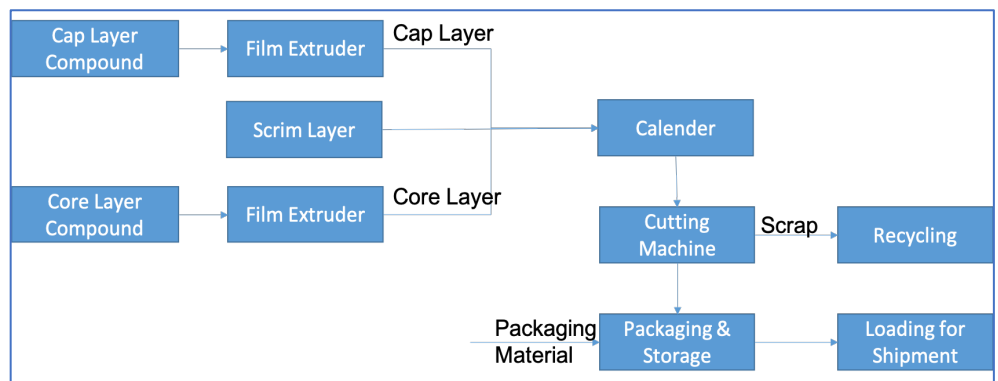 Cap Layer
Compound
Film Extruder
Cap Layer
Scrim Layer
Calender
Core Layer
Compound
Film Extruder
Core Layer
Cutting
Machine
Scrap
Recycling
Packaging
Material
Packaging &
Storage
Loading for
Shipment